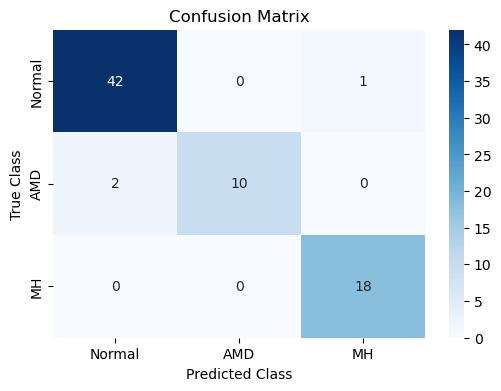 Confusion Matrix
True Class
Normal
42 0 1
AMD
2 10 0
MH
0 0 18
Normal AMD MH
Predicted Class
40
35
30
25
20
15
10
5
0